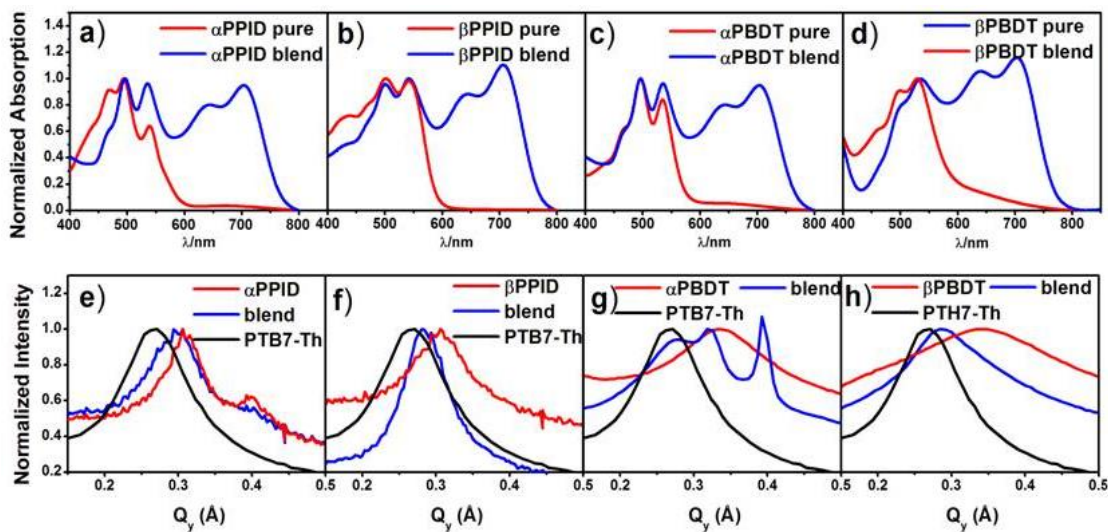 Normalized Absorption
1.4
1.2
1.0
0.8
0.6
0.4
0.2
0.0
a)
αPPID pure
αPPID blend
400 500 600 700 800
λ/nm
b)
βPPID pure
βPPID blend
400 500 600 700 800
λ/nm
c)
αPBDT pure
αPBDT blend
400 500 600 700 800
λ/nm
d)
βPBDT pure
βPBDT blend
400 500 600 700 800
λ/nm
Normalized Intensity
1.0
0.8
0.6
0.4
0.2
e)
αPPID
blend
PTB7-Th
0.2 0.3 0.4 0.5
Qy (Å)
f)
βPPID
blend
PTB7-Th
0.2 0.3 0.4 0.5
Qy (Å)
g)
αPBDT blend
PTB7-Th
0.2 0.3 0.4 0.5
Qy (Å)
h)
βPBDT blend
PTH7-Th
0.2 0.3 0.4 0.5
Qy (Å)